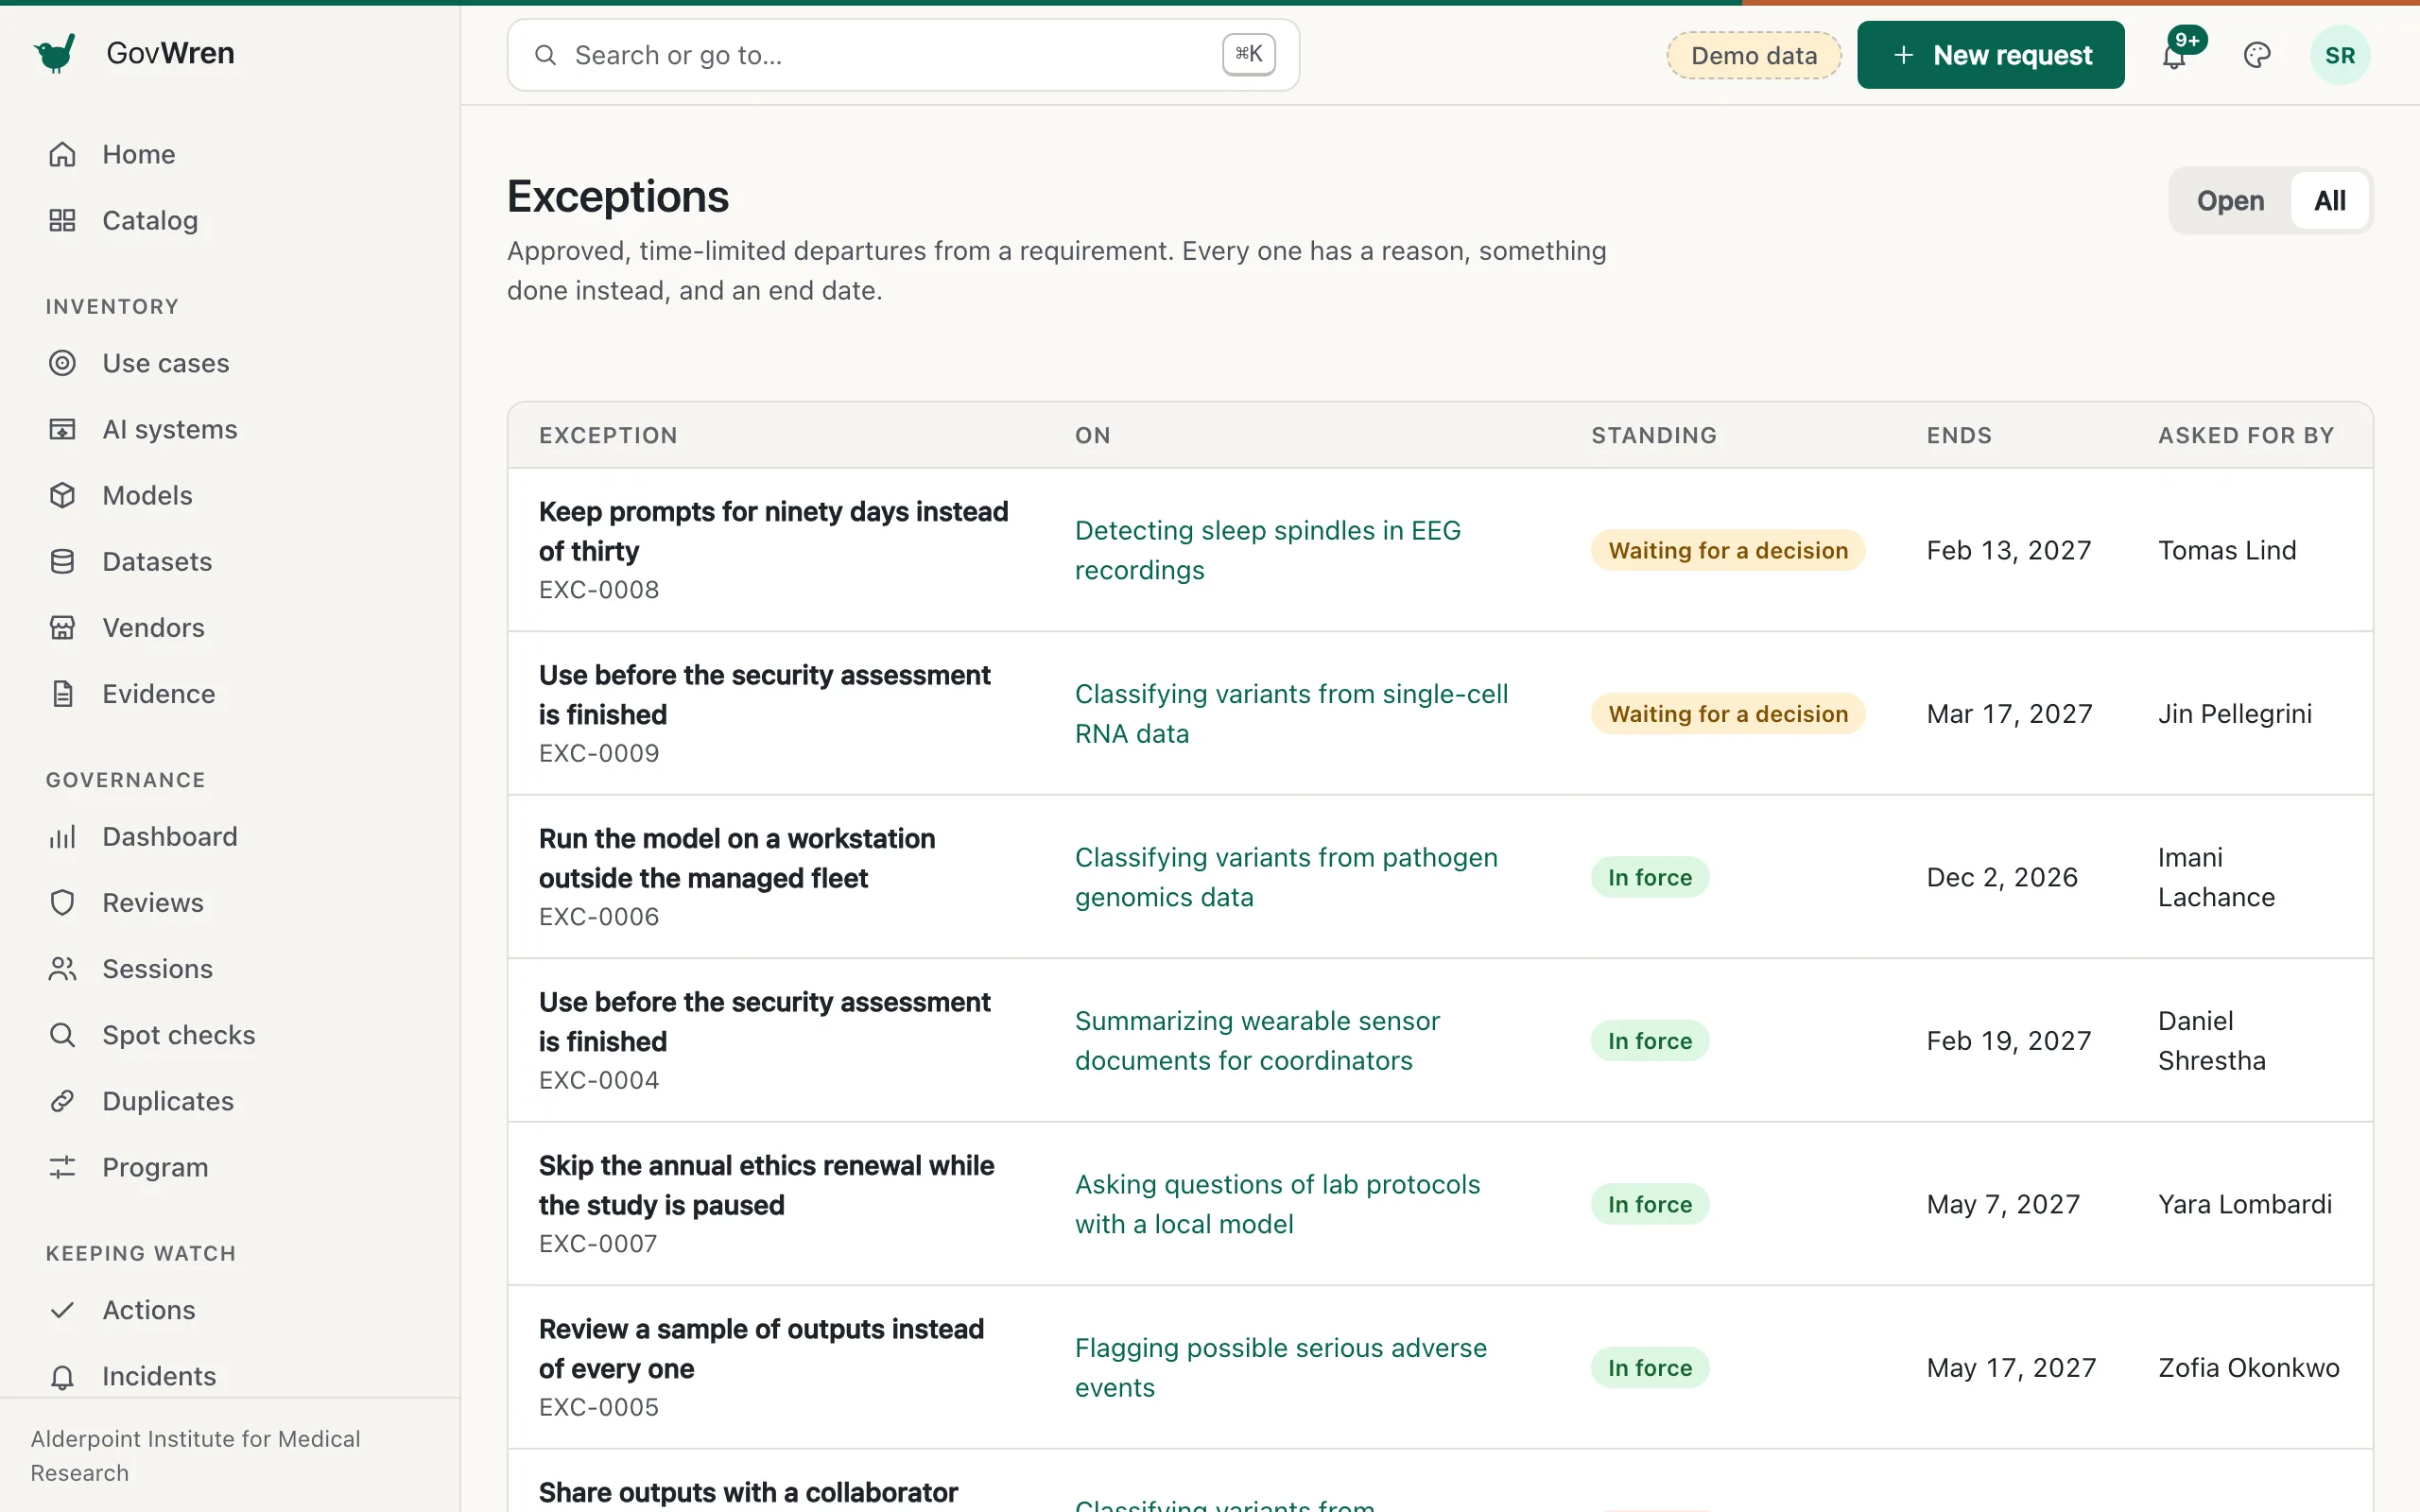 GovWren
Search or go to...
⌘K
Demo data
+ New request
9+
SR
Home
Catalog
INVENTORY
Use cases
AI systems
Models
Datasets
Vendors
Evidence
GOVERNANCE
Dashboard
Reviews
Sessions
Spot checks
Duplicates
Program
KEEPING WATCH
Actions
Incidents
Alderpoint Institute for Medical
Research
Exceptions
Approved, time-limited departures from a requirement. Every one has a reason, something
done instead, and an end date.
Open
All
EXCEPTION
ON
STANDING
ENDS
ASKED FOR BY
Keep prompts for ninety days instead
of thirty
EXC-0008
Detecting sleep spindles in EEG
recordings
Waiting for a decision
Feb 13, 2027
Tomas Lind
Use before the security assessment
is finished
EXC-0009
Classifying variants from single-cell
RNA data
Waiting for a decision
Mar 17, 2027
Jin Pellegrini
Run the model on a workstation
outside the managed fleet
EXC-0006
Classifying variants from pathogen
genomics data
In force
Dec 2, 2026
Imani
Lachance
Use before the security assessment
is finished
EXC-0004
Summarizing wearable sensor
documents for coordinators
In force
Feb 19, 2027
Daniel
Shrestha
Skip the annual ethics renewal while
the study is paused
EXC-0007
Asking questions of lab protocols
with a local model
In force
May 7, 2027
Yara Lombardi
Review a sample of outputs instead
of every one
EXC-0005
Flagging possible serious adverse
events
In force
May 17, 2027
Zofia Okonkwo
Share outputs with a collaborator
Classifying variants from